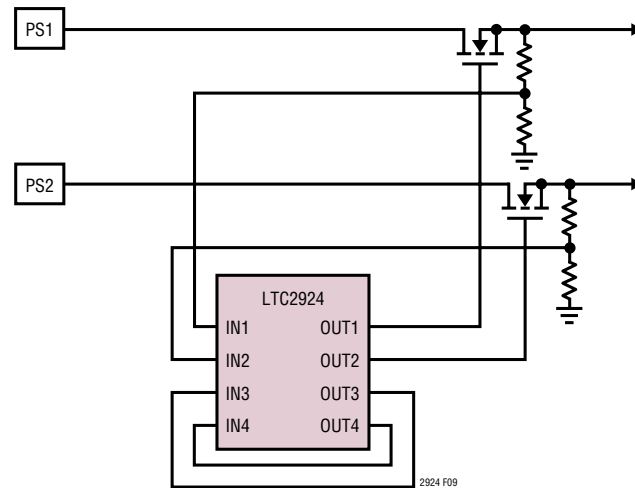 PS1
PS2
LTC2924
IN1 OUT1
IN2 OUT2
IN3 OUT3
IN4 OUT4
2924 F09